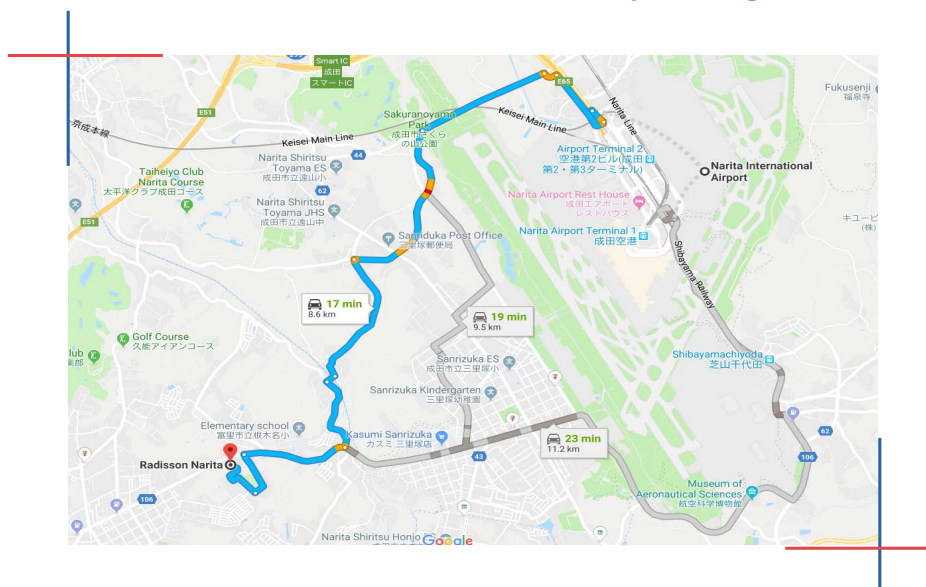 Smart IC
成田
スマートIC
E65
Fukusenji
福泉寺
E51
京成本線
Keisei Main Line
Sakuranoyama
Park
成田市さくら
の山公園
Keisei Main Line
Narita Line
Narita Shiritsu
Toyama ES
成田市立遠山小
44
62
Airport Terminal 2
空港第2ビル(成田
第2・第3ターミナル)
Narita International
Airport
Taiheiyo Club
Narita Course
太平洋クラブ成田コース
Narita Airport Rest House
成田エアポート
レストハウス
Narita Shiritsu
Toyama JHS
成田市立遠山中
E51
キユーピ
(株)
Sanriduka Post Office
三里塚郵便局
Narita Airport Terminal 1
成田空港
Shibayama Railway
17 min
8.6 km
19 min
9.5 km
Golf Course
久能アイアンコース
lub
楽部
Shibayamachiyoda
芝山千代田
Sanrizuka ES
成田市立三里塚小
Sanrizuka Kindergarten
三里塚幼稚園
Elementary school
富里市立根木名小
Kasumi Sanrizuka
カスミ 三里塚店
23 min
11.2 km
62
43
106
Radisson Narita
106
Museum of
Aeronautical Sciences
航空科学博物館
Narita Shiritsu Honjo
Google